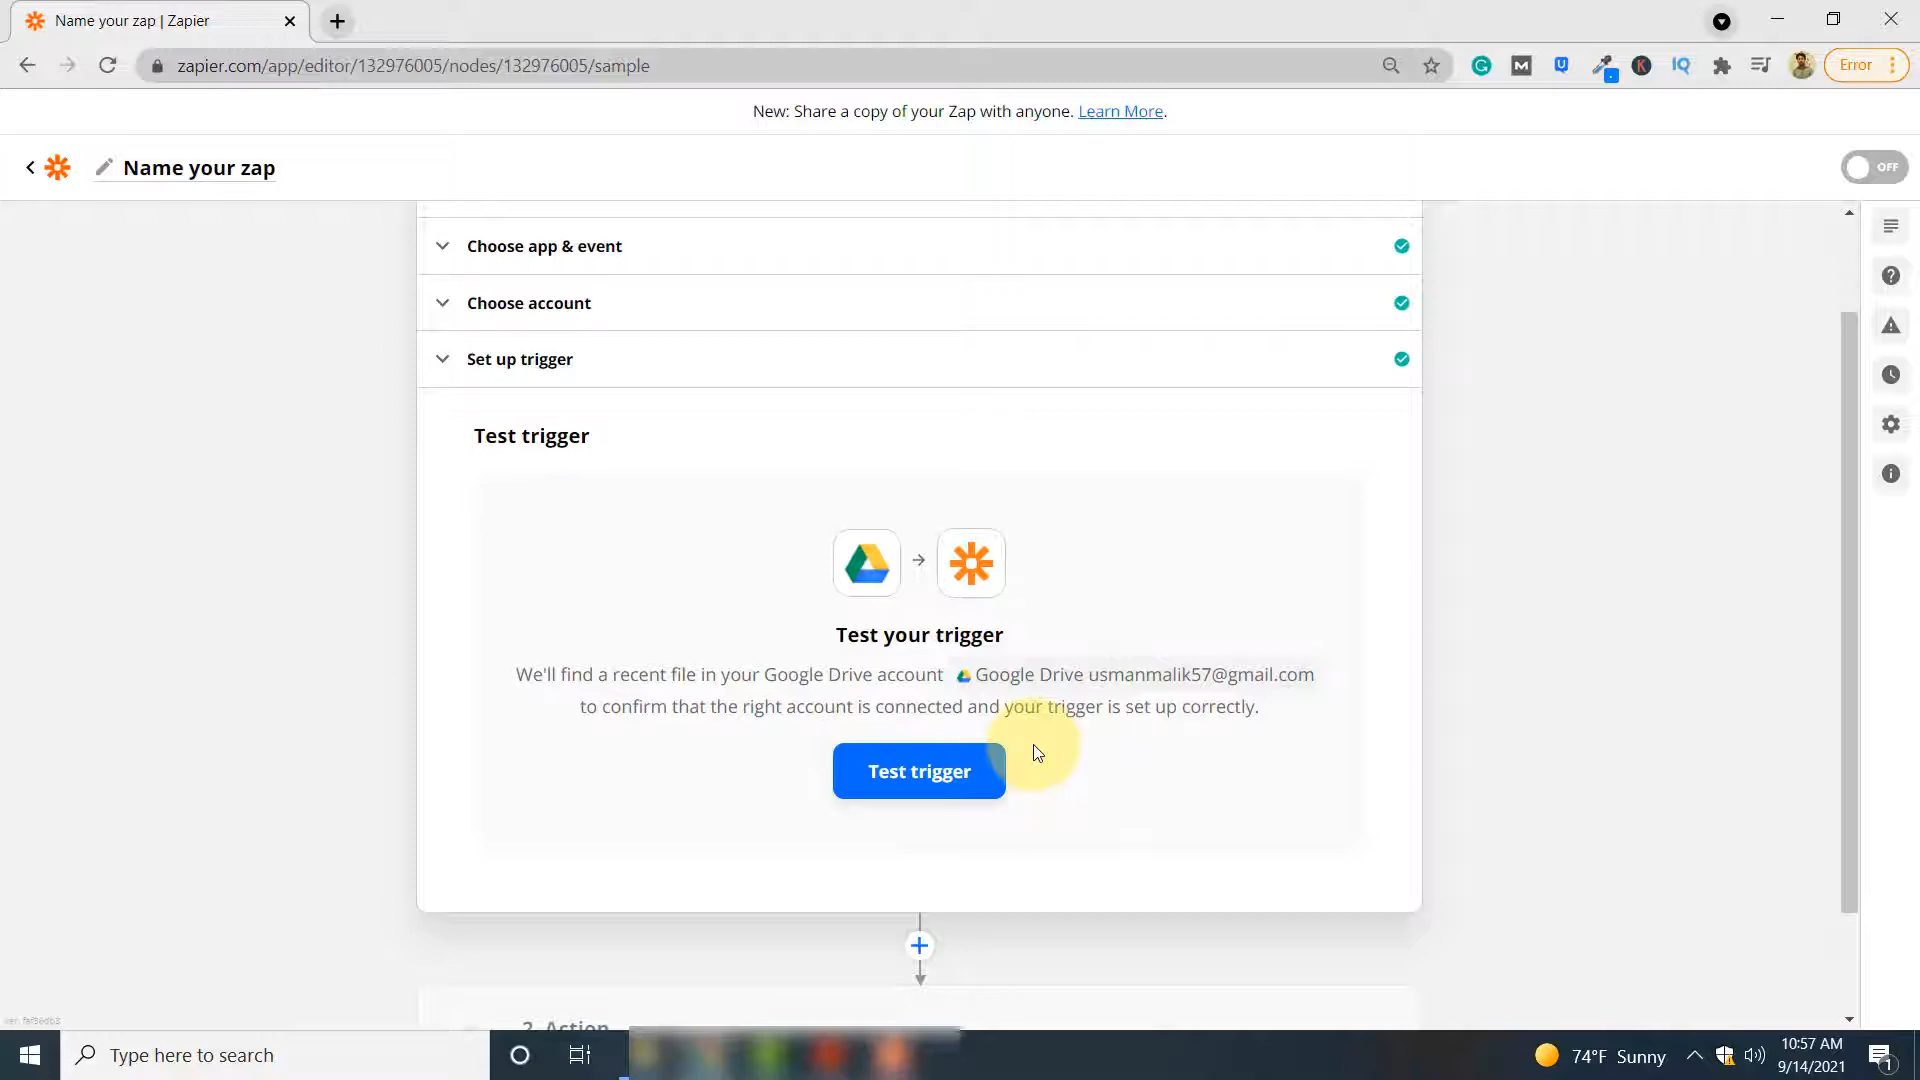 Name your zap | Zapier
zapier.com/app/editor/132976005/nodes/132976005/sample
Error
New: Share a copy of your Zap with anyone. Learn More.
Name your zap
OFF
Choose app & event
Choose account
Set up trigger
Test trigger
Test your trigger
We'll find a recent file in your Google Drive account Google Drive usmanmalik57@gmail.com
to confirm that the right account is connected and your trigger is set up correctly.
Test trigger
2. Action
Type here to search
74°F Sunny
10:57 AM
9/14/2021
1